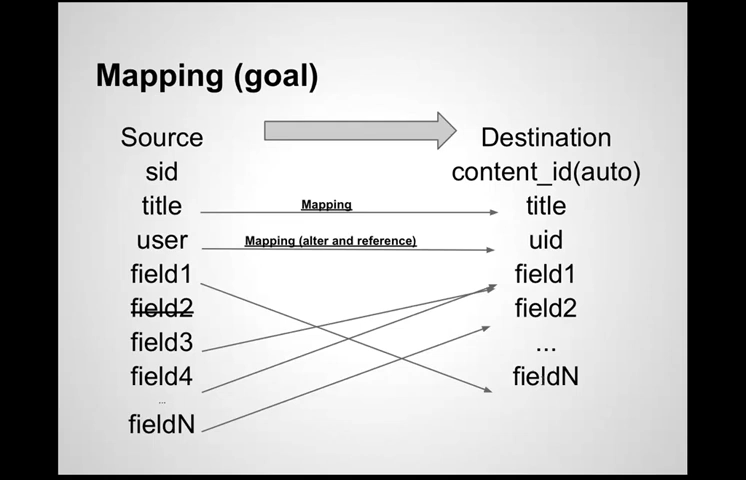 Mapping (goal)
Source
Destination
sid
content_id(auto)
title
Mapping
title
user
Mapping (alter and reference)
uid
field1
field1
field2
field2
field3
...
field4
fieldN
...
fieldN